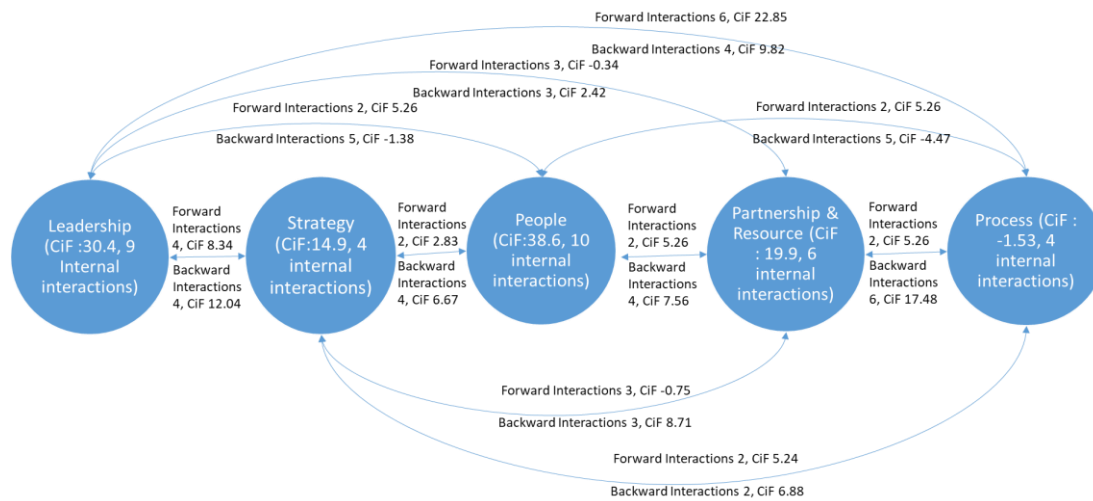 Forward Interactions 6, CiF 22.85
Backward Interactions 4, CiF 9.82
Forward Interactions 3, CiF -0.34
Backward Interactions 3, CiF 2.42
Forward Interactions 2, CiF 5.26
Backward Interactions 5, CiF -1.38
Forward Interactions 2, CiF 5.26
Backward Interactions 5, CiF -4.47
Leadership
(CiF :30.4, 9
Internal
interactions)
Forward
Interactions
4, CiF 8.34
Backward
Interactions
4, CiF 12.04
Strategy
(CiF:14.9, 4
internal
interactions)
Forward
Interactions
2, CiF 2.83
Backward
Interactions
4, CiF 6.67
People
(CiF:38.6, 10
internal
interactions)
Forward
Interactions
2, CiF 5.26
Backward
Interactions
4, CiF 7.56
Partnership &
Resource (CiF
: 19.9, 6
internal
interactions)
Forward
Interactions
2, CiF 5.26
Backward
Interactions
6, CiF 17.48
Process (CiF :
-1.53, 4
internal
interactions)
Forward Interactions 3, CiF -0.75
Backward Interactions 3, CiF 8.71
Forward Interactions 2, CiF 5.24
Backward Interactions 2, CiF 6.88